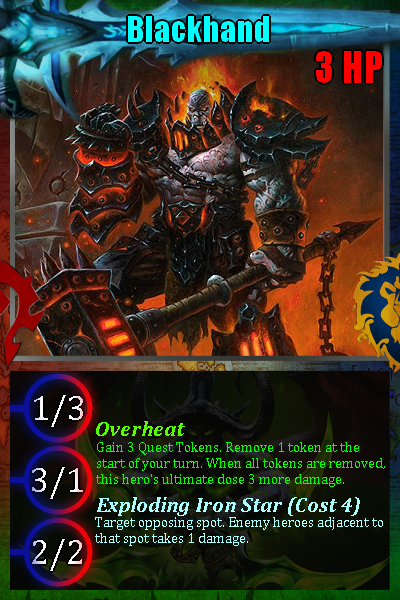 Blackhand
3 HP
1/3
Overheat
Gain 3 Quest Tokens. Remove 1 token at the
start of your turn. When all tokens are removed,
this hero's ultimate dose 3 more damage.
3/1
Exploding Iron Star (Cost 4)
Target opposing spot. Enemy heroes adjacent to
that spot takes 1 damage.
2/2